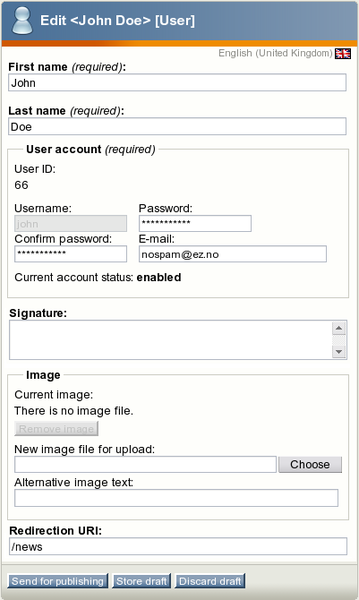 Edit <John Doe> [User]
English (United Kingdom)
First name (required):
John
Last name (required):
Doe
User account (required)
User ID:
66
Username: Password:
john ***********
Confirm password: E-mail:
*********** nospam@ez.no
Current account status: enabled
Signature:
Image
Current image:
There is no image file.
Remove image
New image file for upload:
Choose
Alternative image text:
Redirection URI:
/news
Send for publishing Store draft Discard draft